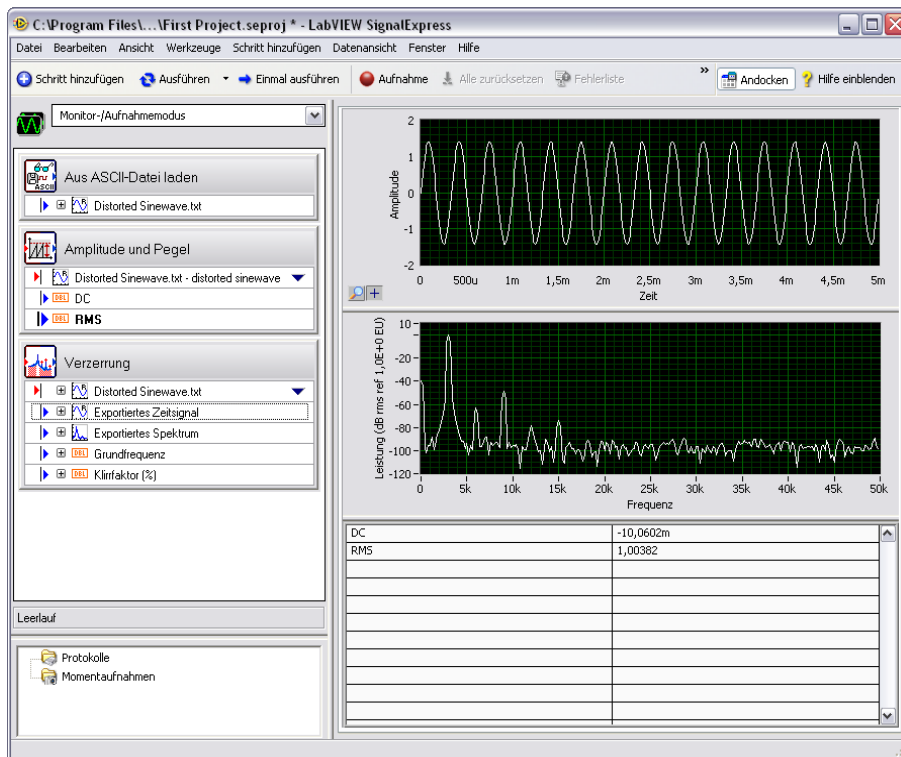 C:\Program Files\...\First Project.seproj * - LabVIEW SignalExpress
Datei Bearbeiten Ansicht Werkzeuge Schritt hinzufügen Datenansicht Fenster Hilfe
Schritt hinzufügen Ausführen Einmal ausführen Aufnahme Alle zurücksetzen Fehlerliste » Andocken Hilfe einblenden
Monitor-/Aufnahmemodus
ASCII
Aus ASCII-Datei laden
Distorted Sinewave.txt
Amplitude und Pegel
Distorted Sinewave.txt - distorted sinewave
DBL DC
DBL RMS
Verzerrung
Distorted Sinewave.txt
Exportiertes Zeitsignal
Exportiertes Spektrum
DBL Grundfrequenz
DBL Klirrfaktor (%)
Leerlauf
Protokolle
Momentaufnahmen
Amplitude
2
1
0
-1
-2
0 500u 1m 1,5m 2m 2,5m 3m 3,5m 4m 4,5m 5m
Zeit
Leistung (dB rms ref 1,0E+0 EU)
10
-20
-40
-60
-80
-100
-120
0 5k 10k 15k 20k 25k 30k 35k 40k 45k 50k
Frequenz
DC -10,0602m
RMS 1,00382